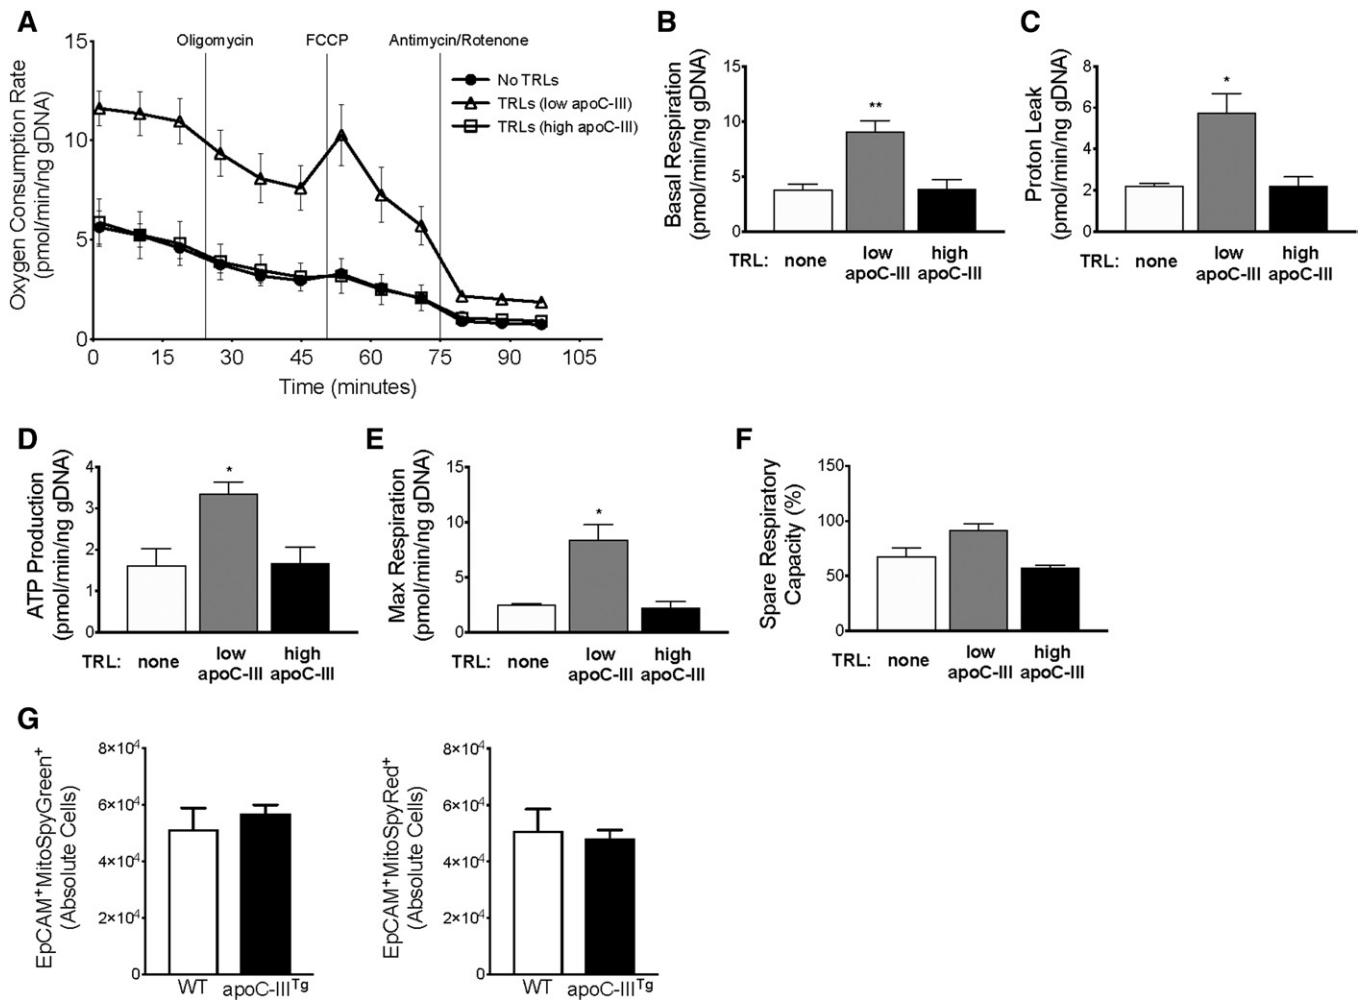 A
15
10
5
0
Oxygen Consumption Rate
(pmol/min/ng gDNA)
Oligomycin
FCCP
Antimycin/Rotenone
No TRLs
TRLs (low apoC-III)
TRLs (high apoC-III)
0 15 30 45 60 75 90 105
Time (minutes)
B
Basal Respiration
(pmol/min/ng gDNA)
15
10
5
0
**
TRL: none low high
apoC-III apoC-III
C
Proton Leak
(pmol/min/ng gDNA)
8
6
4
2
0
*
TRL: none low high
apoC-III apoC-III
D
ATP Production
(pmol/min/ng gDNA)
4
3
2
1
0
*
TRL: none low high
apoC-III apoC-III
E
Max Respiration
(pmol/min/ng gDNA)
15
10
5
0
*
TRL: none low high
apoC-III apoC-III
F
Spare Respiratory
Capacity (%)
150
100
50
0
TRL: none low high
apoC-III apoC-III
G
EpCAM⁺MitoSpyGreen⁺
(Absolute Cells)
8×10⁴
6×10⁴
4×10⁴
2×10⁴
0
WT apoC-IIIᵀᵍ
EpCAM⁺MitoSpyRed⁺
(Absolute Cells)
8×10⁴
6×10⁴
4×10⁴
2×10⁴
0
WT apoC-IIIᵀᵍ